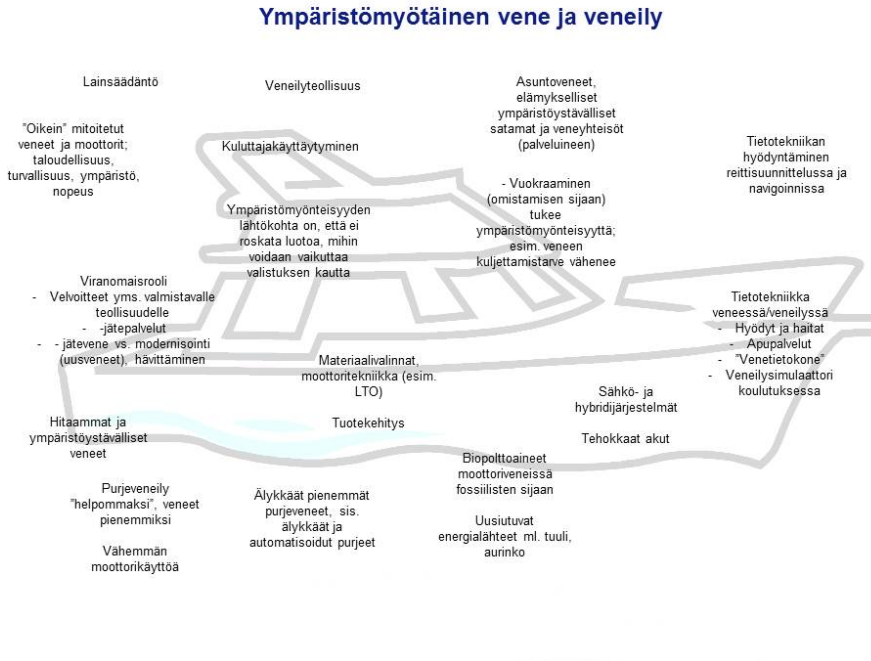 Ympäristömyötäinen vene ja veneily
Lainsäädäntö
"Oikein" mitoitetut
veneet ja moottorit;
taloudellisuus,
turvallisuus, ympäristö,
nopeus
Veneilyteollisuus
Kuluttajakäyttäytyminen
Ympäristömyönteisyyden
lähtökohta on, että ei
roskata luotoa, mihin
voidaan vaikuttaa
valistuksen kautta
Asuntoveneet,
elämykselliset
ympäristöystävälliset
satamat ja veneyhteisöt
(palveluineen)
- Vuokraaminen
(omistamisen sijaan)
tukee
ympäristömyönteisyyttä;
esim. veneen
kuljettamistarve vähenee
Tietotekniikan
hyödyntäminen
reittisuunnittelussa ja
navigoinnissa
Viranomaisrooli
- Velvoitteet yms. valmistavalle
teollisuudelle
- -jätepalvelut
- - jätevene vs. modernisointi
(uusveneet), hävittäminen
Materiaalivalinnat,
moottoritekniikka (esim.
LTO)
Tuotekehitys
Sähkö- ja
hybridijärjestelmät
Tehokkaat akut
Tietotekniikka
veneessä/veneilyssä
- Hyödyt ja haitat
- Apupalvelut
- "Venetietokone"
- Veneilysimulaattori
koulutuksessa
Hitaammat ja
ympäristöystävälliset
veneet
Purjeveneily
"helpommaksi", veneet
pienemmiksi
Vähemmän
moottorikäyttöä
Älykkäät pienemmät
purjeveneet, sis.
älykkäät ja
automatisoidut purjeet
Biopolttoaineet
moottoriveneissä
fossiilisten sijaan
Uusiutuvat
energialähteet ml. tuuli,
aurinko